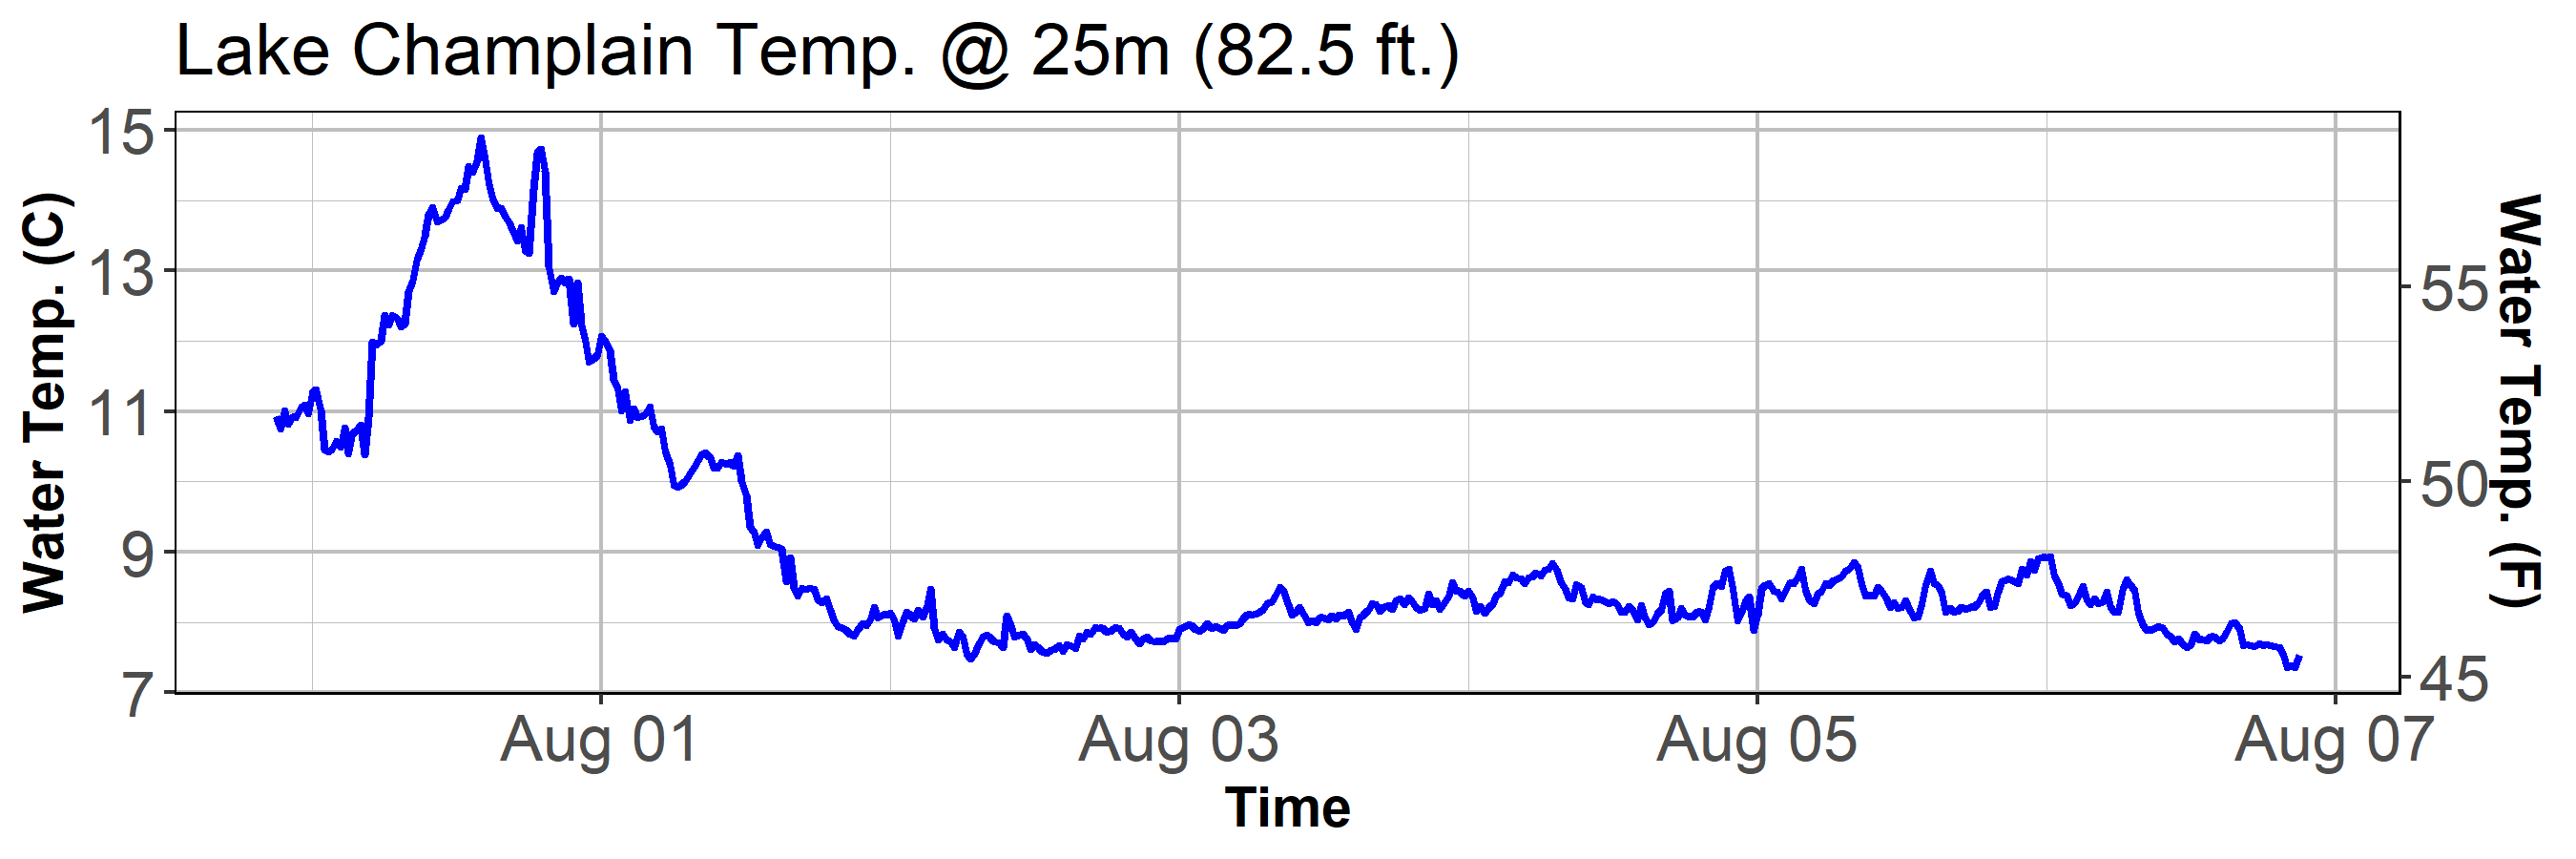 Lake Champlain Temp. @ 25m (82.5 ft.)
Water Temp. (C)
15
13
11
9
7
55
50
45
Water Temp. (F)
Aug 01
Aug 03
Aug 05
Aug 07
Time